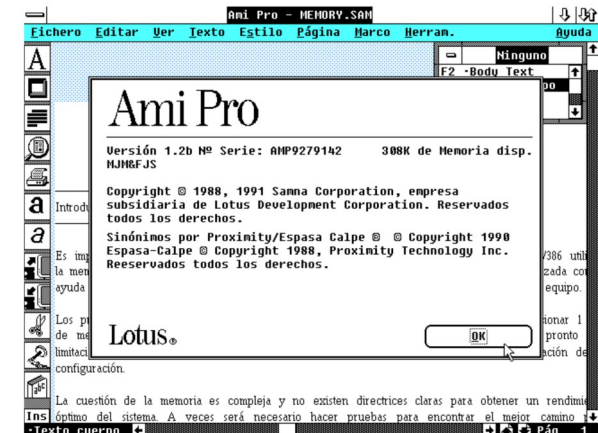 Ami Pro - MEMORY.SAM
Fichero Editar Ver Texto Estilo Página Marco Herram. Ayuda
Ninguno
F2 -Body Text
po
Ami Pro
Versión 1.2b Nº Serie: AMP9279142 308K de Memoria disp.
MJM&FJS
Copyright © 1988, 1991 Samna Corporation, empresa
subsidiaria de Lotus Development Corporation. Reservados
todos los derechos.
Sinónimos por Proximity/Espasa Calpe ® © Copyright 1990
Espasa-Calpe © Copyright 1988, Proximity Technology Inc.
Reeservados todos los derechos.
Lotus®
OK
Introdu
Es imp /386 utili
la mem zada con
ayuda equipo.
Los pr ionar 1
de me pronto
limitaci ación de
configuración.
La cuestión de la memoria es compleja y no existen directrices claras para obtener un rendimie
óptimo del sistema. A veces será necesario hacer pruebas para encontrar el mejor camino
Ins
-Texto cuerpo Pág 1